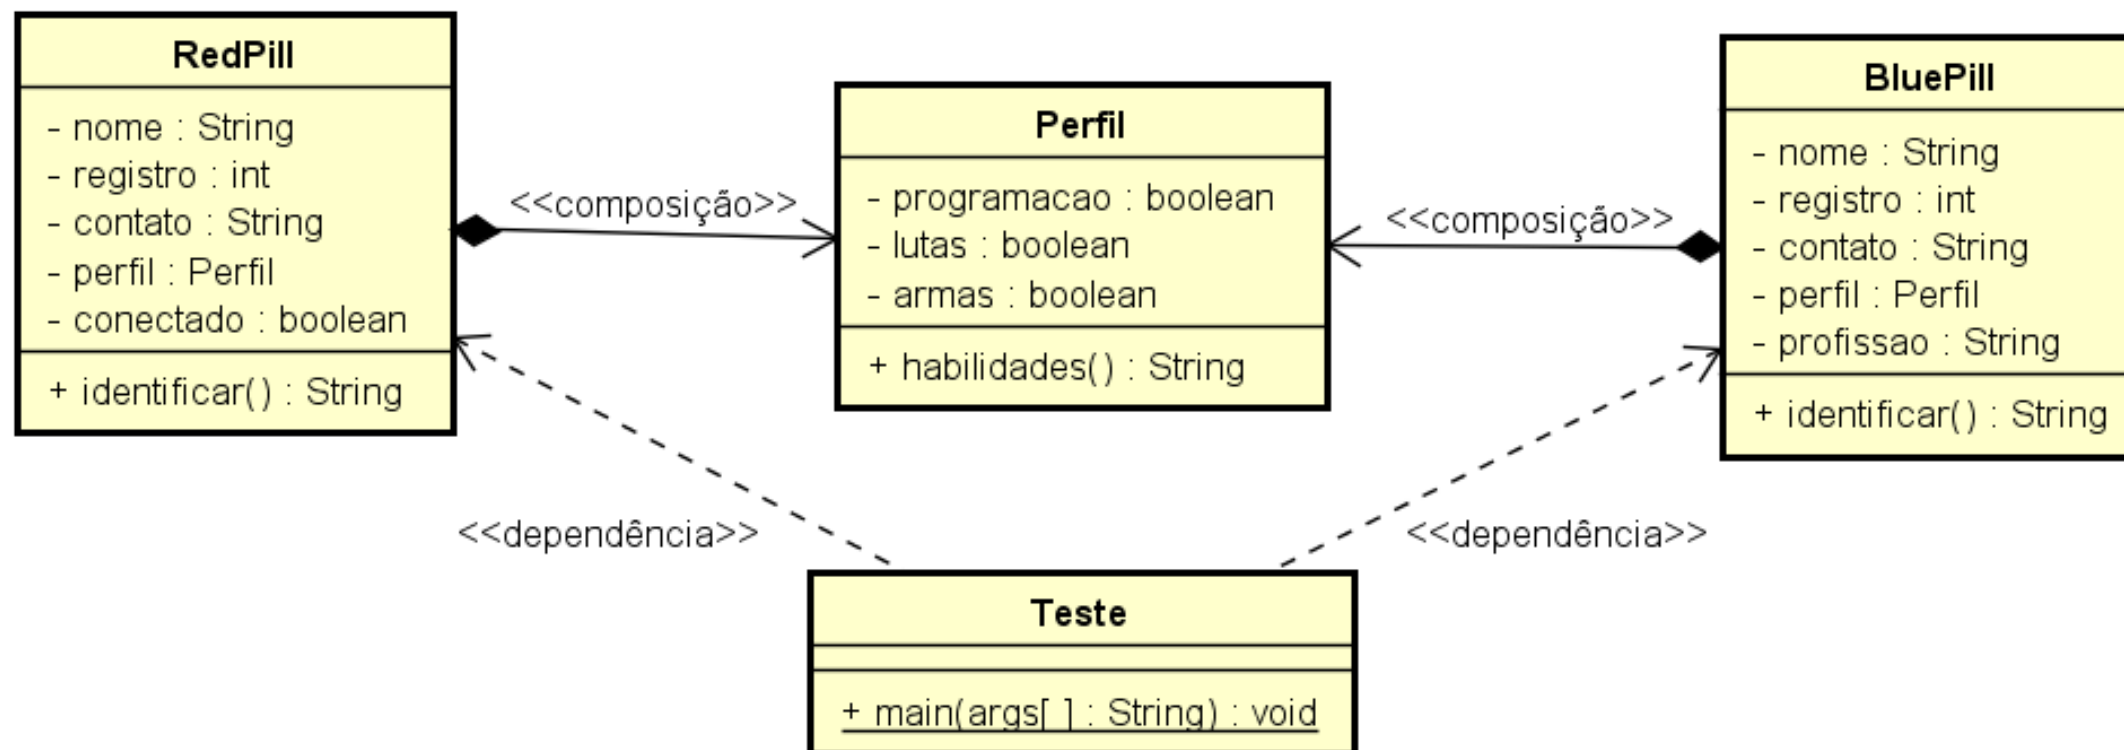 RedPill
- nome : String
- registro : int
- contato : String
- perfil : Perfil
- conectado : boolean
+ identificar() : String
<<composição>>
Perfil
- programacao : boolean
- lutas : boolean
- armas : boolean
+ habilidades() : String
<<composição>>
BluePill
- nome : String
- registro : int
- contato : String
- perfil : Perfil
- profissao : String
+ identificar() : String
<<dependência>>
<<dependência>>
Teste
+ main(args[ ] : String) : void